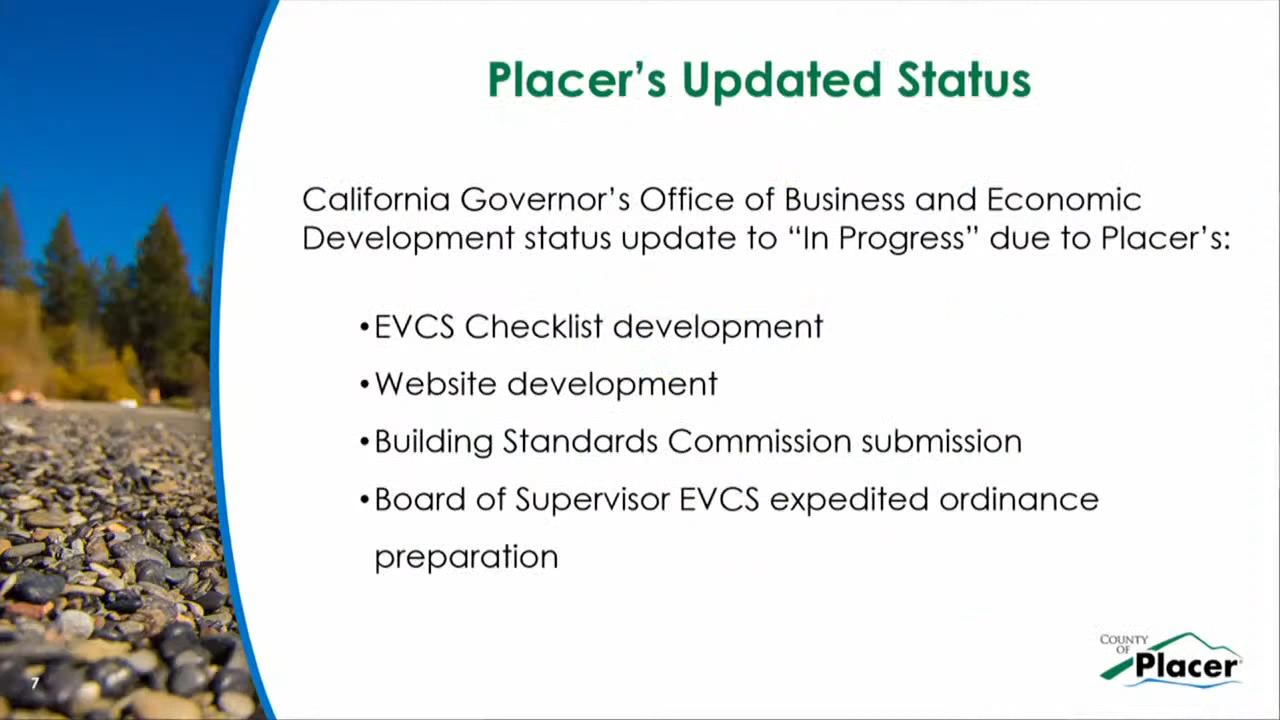 Placer’s Updated Status
California Governor’s Office of Business and Economic
Development status update to “In Progress” due to Placer’s:
•EVCS Checklist development
•Website development
•Building Standards Commission submission
•Board of Supervisor EVCS expedited ordinance
preparation
COUNTY
OF
Placer
7